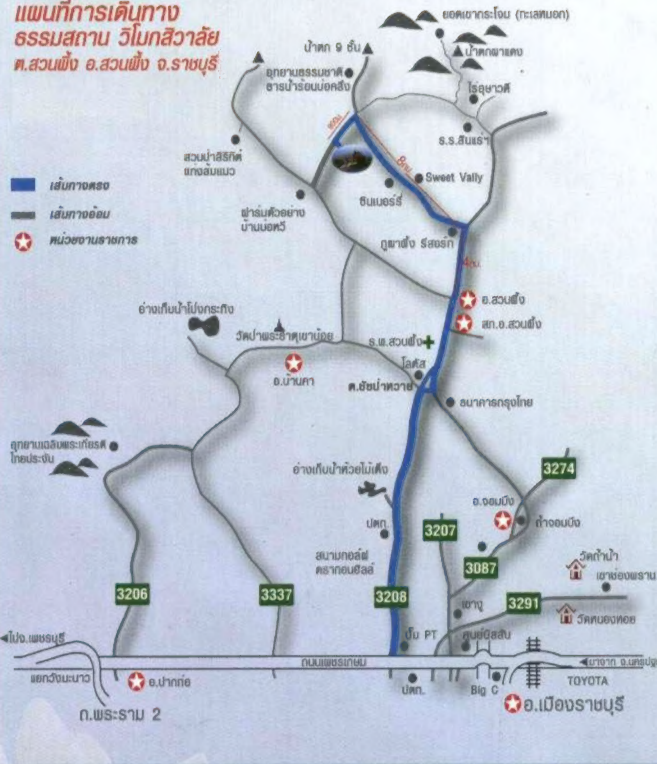 แผนที่การเดินทาง
ธรรมสถาน วิโมกสิวาลัย
ต.สวนผึ้ง อ.สวนผึ้ง จ.ราชบุรี
ยอดเขากระโจม (ทะเลหมอก)
น้ำตก 9 ชั้น
น้ำตกผาแดง
อุทยานธรรมชาติ
ธารน้ำร้อนบ่อคลึง
ไร่อุษาวดี
ร.ร.สินแร่ฯ
สวนป่าสิริกิติ์
แก่งส้มแมว
8กม.
Sweet Vally
เส้นทางตรง
เส้นทางอ้อม
หน่วยงานราชการ
ฟาร์มตัวอย่าง
บ้านบ่อหวี
ซินเนอร์รี่
ภูผาผึ้ง รีสอร์ท
4กม.
อ.สวนผึ้ง
สภ.อ.สวนผึ้ง
อ่างเก็บน้ำโป่งกระทิง
วัดป่าพระธาตุเขาน้อย
ร.พ.สวนผึ้ง
โลตัส
อ.บ้านคา
ต.ชัฏป่าหวาย
ธนาคารกรุงไทย
อุทยานเฉลิมพระเกียรติ
ไทยประจัน
อ่างเก็บน้ำห้วยไม้เต็ง
3274
อ.จอมบึง
ถ้ำจอมบึง
ปตท.
3207
สนามกอล์ฟ
ดรากอนฮิลล์
3087
วัดถ้ำน้ำ
เขาช่องพราน
3206
3337
3208
3291
เขางู
วัดหนองหอย
ไปจ.เพชรบุรี
ปั๊ม PT
ศูนย์นิสสัน
ถนนเพชรเกษม
มาจาก จ.นครปฐม
แยกวังมะนาว
อ.ปากท่อ
ปตท.
Big C
TOYOTA
ถ.พระราม 2
อ.เมืองราชบุรี